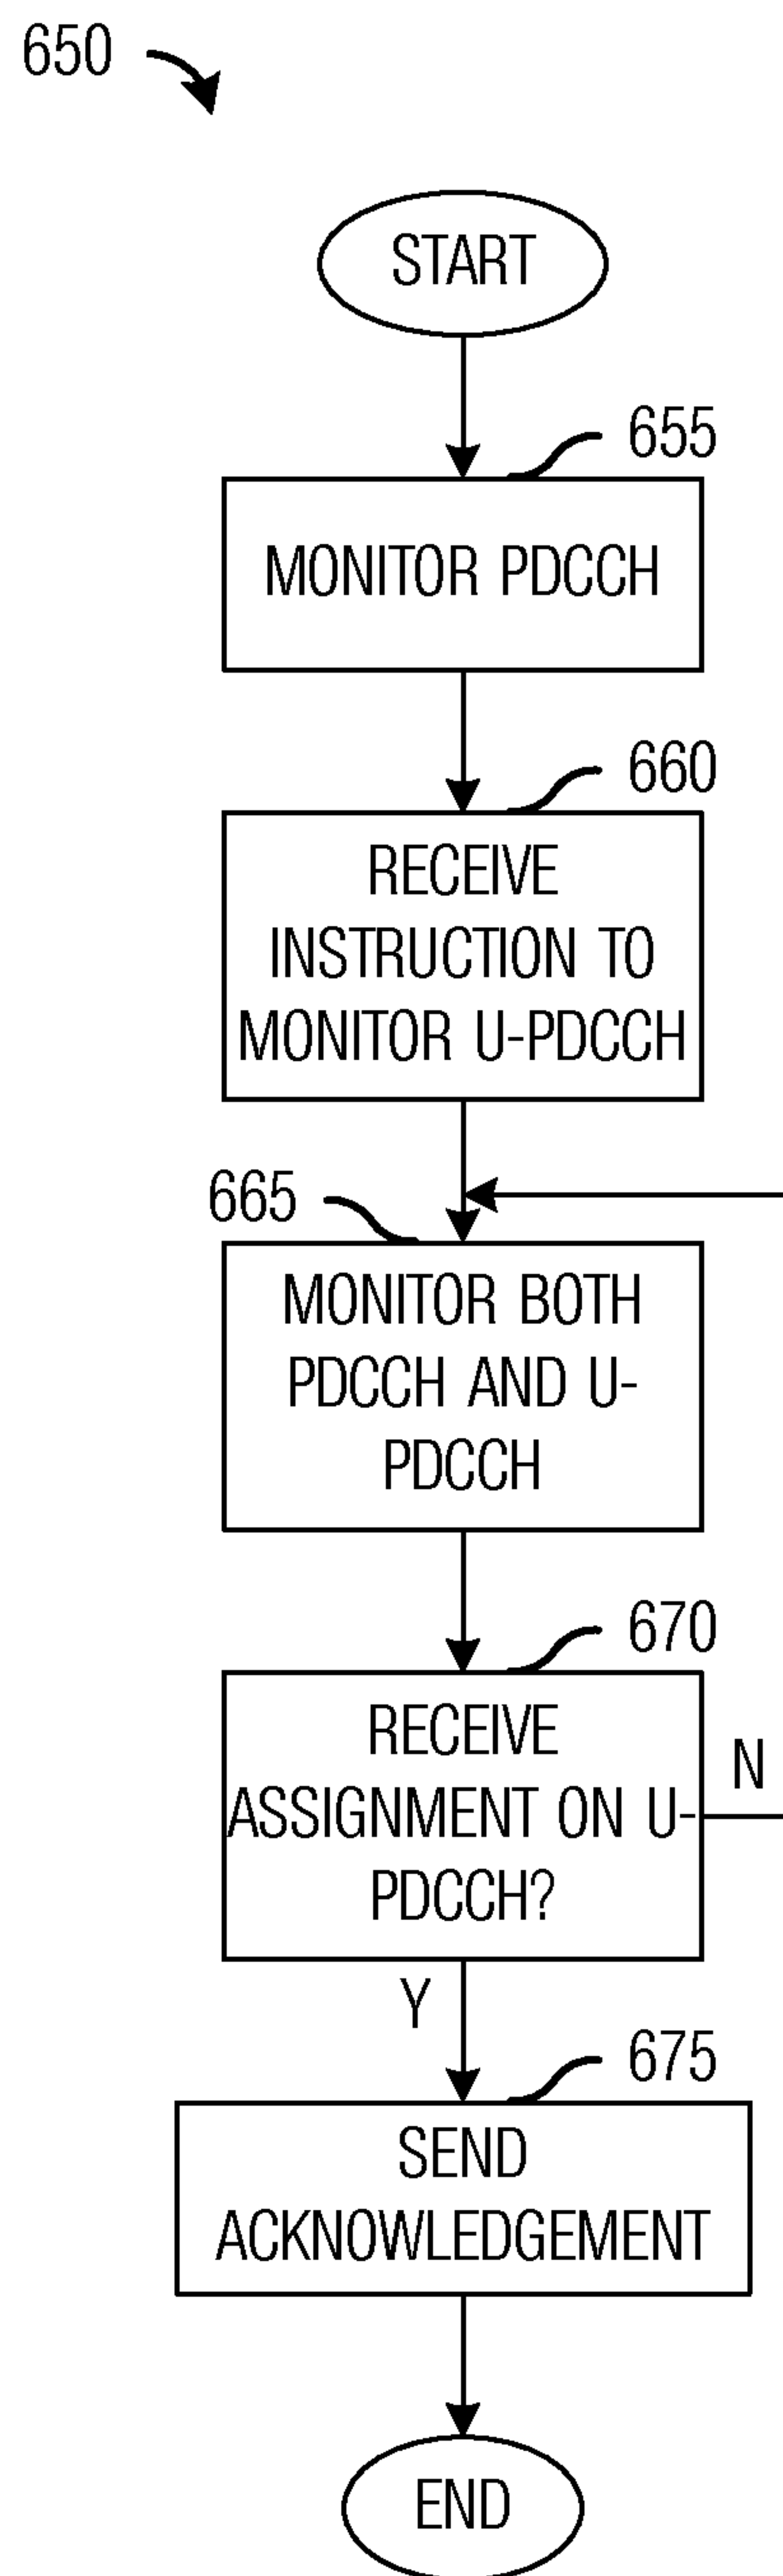 650
START
655
MONITOR PDCCH
660
RECEIVE
INSTRUCTION TO
MONITOR U-PDCCH
665
MONITOR BOTH
PDCCH AND U-
PDCCH
670
RECEIVE
ASSIGNMENT ON U-
PDCCH?
N
Y
675
SEND
ACKNOWLEDGEMENT
END